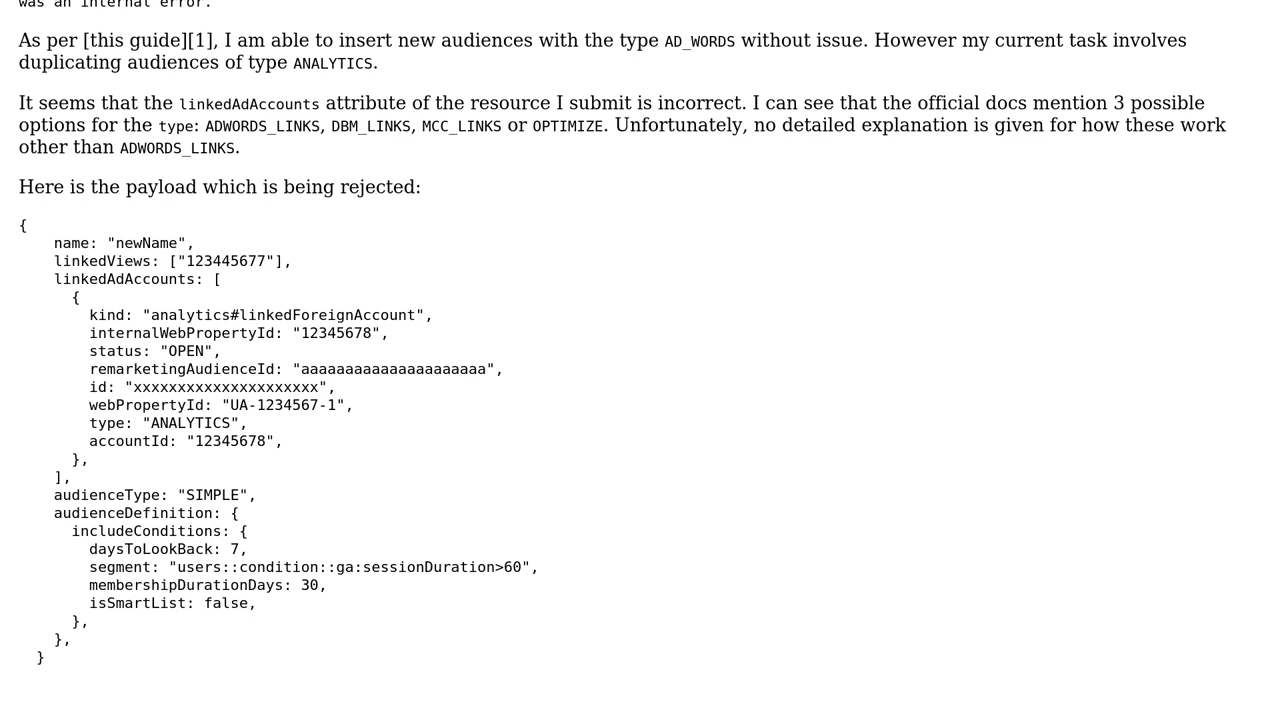 was an internal error.
As per [this guide][1], I am able to insert new audiences with the type AD_WORDS without issue. However my current task involves
duplicating audiences of type ANALYTICS.
It seems that the linkedAdAccounts attribute of the resource I submit is incorrect. I can see that the official docs mention 3 possible
options for the type: ADWORDS_LINKS, DBM_LINKS, MCC_LINKS or OPTIMIZE. Unfortunately, no detailed explanation is given for how these work
other than ADWORDS_LINKS.
Here is the payload which is being rejected:
{
    name: "newName",
    linkedViews: ["123445677"],
    linkedAdAccounts: [
      {
        kind: "analytics#linkedForeignAccount",
        internalWebPropertyId: "12345678",
        status: "OPEN",
        remarketingAudienceId: "aaaaaaaaaaaaaaaaaaaaa",
        id: "xxxxxxxxxxxxxxxxxxxxx",
        webPropertyId: "UA-1234567-1",
        type: "ANALYTICS",
        accountId: "12345678",
      },
    ],
    audienceType: "SIMPLE",
    audienceDefinition: {
      includeConditions: {
        daysToLookBack: 7,
        segment: "users::condition::ga:sessionDuration>60",
        membershipDurationDays: 30,
        isSmartList: false,
      },
    },
  }